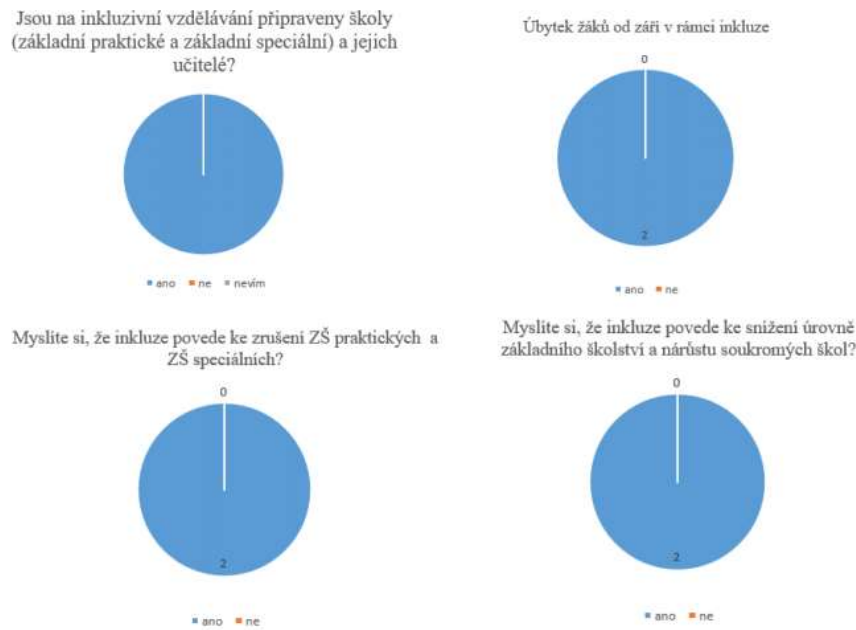 Jsou na inkluzivní vzdělávání připraveny školy
(základní praktické a základní speciální) a jejich
učitelé?
ano ne nevím
Úbytek žáků od září v rámci inkluze
0
2
ano ne
Myslíte si, že inkluze povede ke zrušení ZŠ praktických a
ZŠ speciálních?
0
2
ano ne
Myslíte si, že inkluze povede ke snížení úrovně
základního školství a nárůstu soukromých škol?
0
2
ano ne